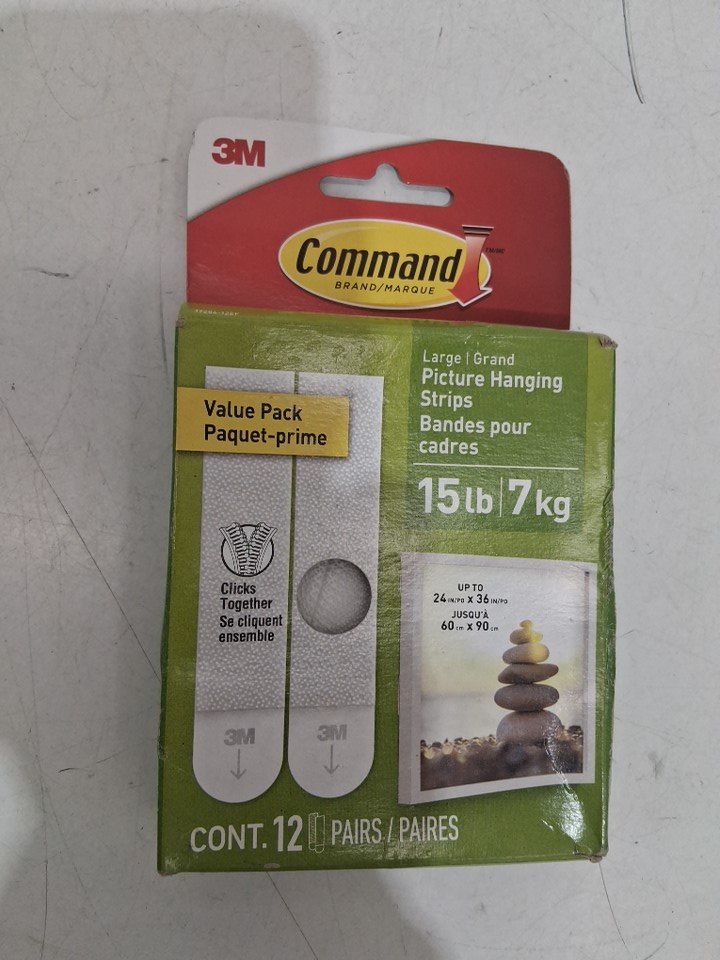 3M
Command
TM/MC
BRAND/MARQUE
Value Pack
Paquet-prime
Large | Grand
Picture Hanging
Strips
Bandes pour
cadres
15 lb | 7 kg
Clicks
Together
Se cliquent
ensemble
UP TO
24 IN/PO X 36 IN/PO
JUSQU'À
60 cm X 90 cm
3M
3M
CONT. 12 PAIRS / PAIRES